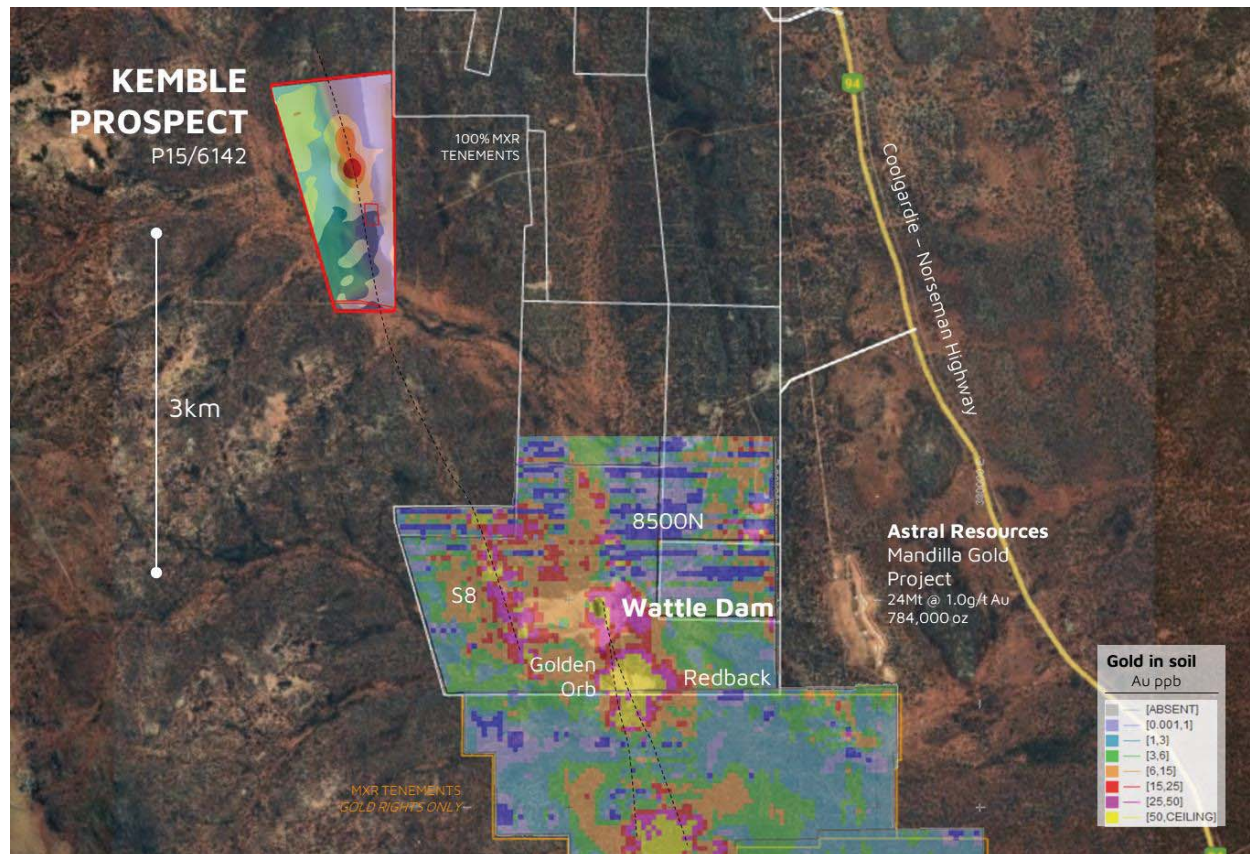 KEMBLE
PROSPECT
P15/6142
100% MXR
TENEMENTS
94
Coolgardie – Norseman Highway
3km
8500N
S8
Wattle Dam
Golden
Orb
Redback
Astral Resources
Mandilla Gold
Project
24Mt @ 1.0g/t Au
784,000 oz
MXR TENEMENTS
GOLD RIGHTS ONLY
Gold in soil
Au ppb
[ABSENT]
[0.001,1]
[1,3]
[3,6]
[6,15]
[15,25]
[25,50]
[50,CEILING]